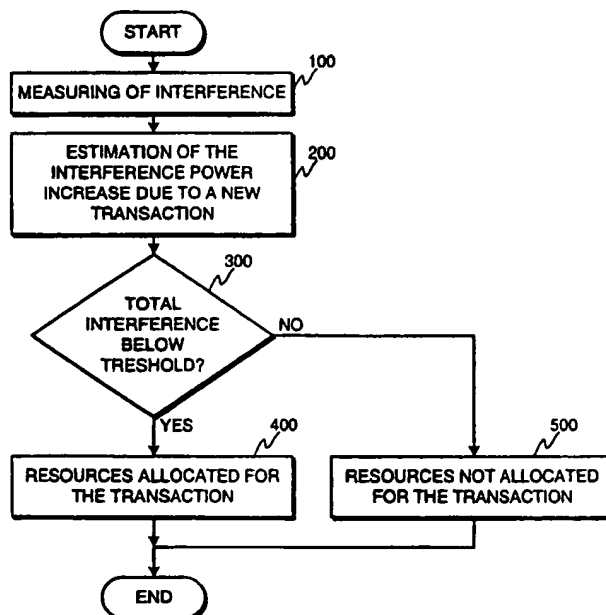 START
100
MEASURING OF INTERFERENCE
200
ESTIMATION OF THE
INTERFERENCE POWER
INCREASE DUE TO A NEW
TRANSACTION
300
TOTAL
INTERFERENCE
BELOW
TRESHOLD?
NO
YES
400
RESOURCES ALLOCATED FOR
THE TRANSACTION
500
RESOURCES NOT ALLOCATED
FOR THE TRANSACTION
END